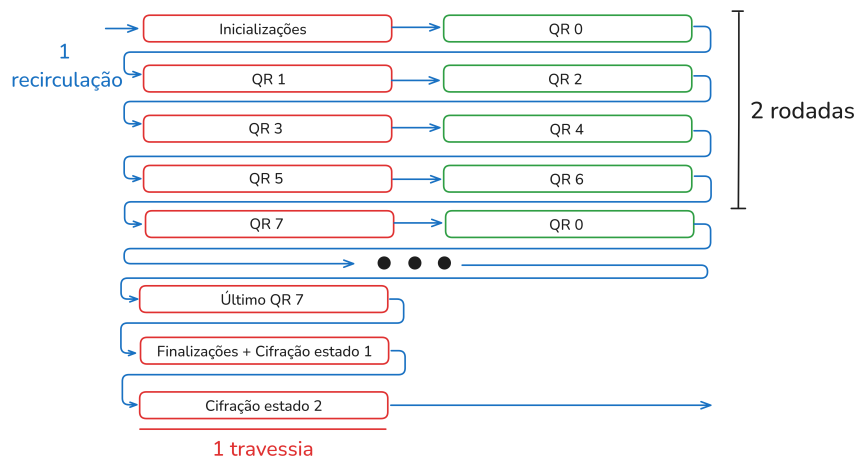 Inicializações
QR 0
1
recirculação
QR 1
QR 2
QR 3
QR 4
2 rodadas
QR 5
QR 6
QR 7
QR 0
Último QR 7
Finalizações + Cifração estado 1
Cifração estado 2
1 travessia